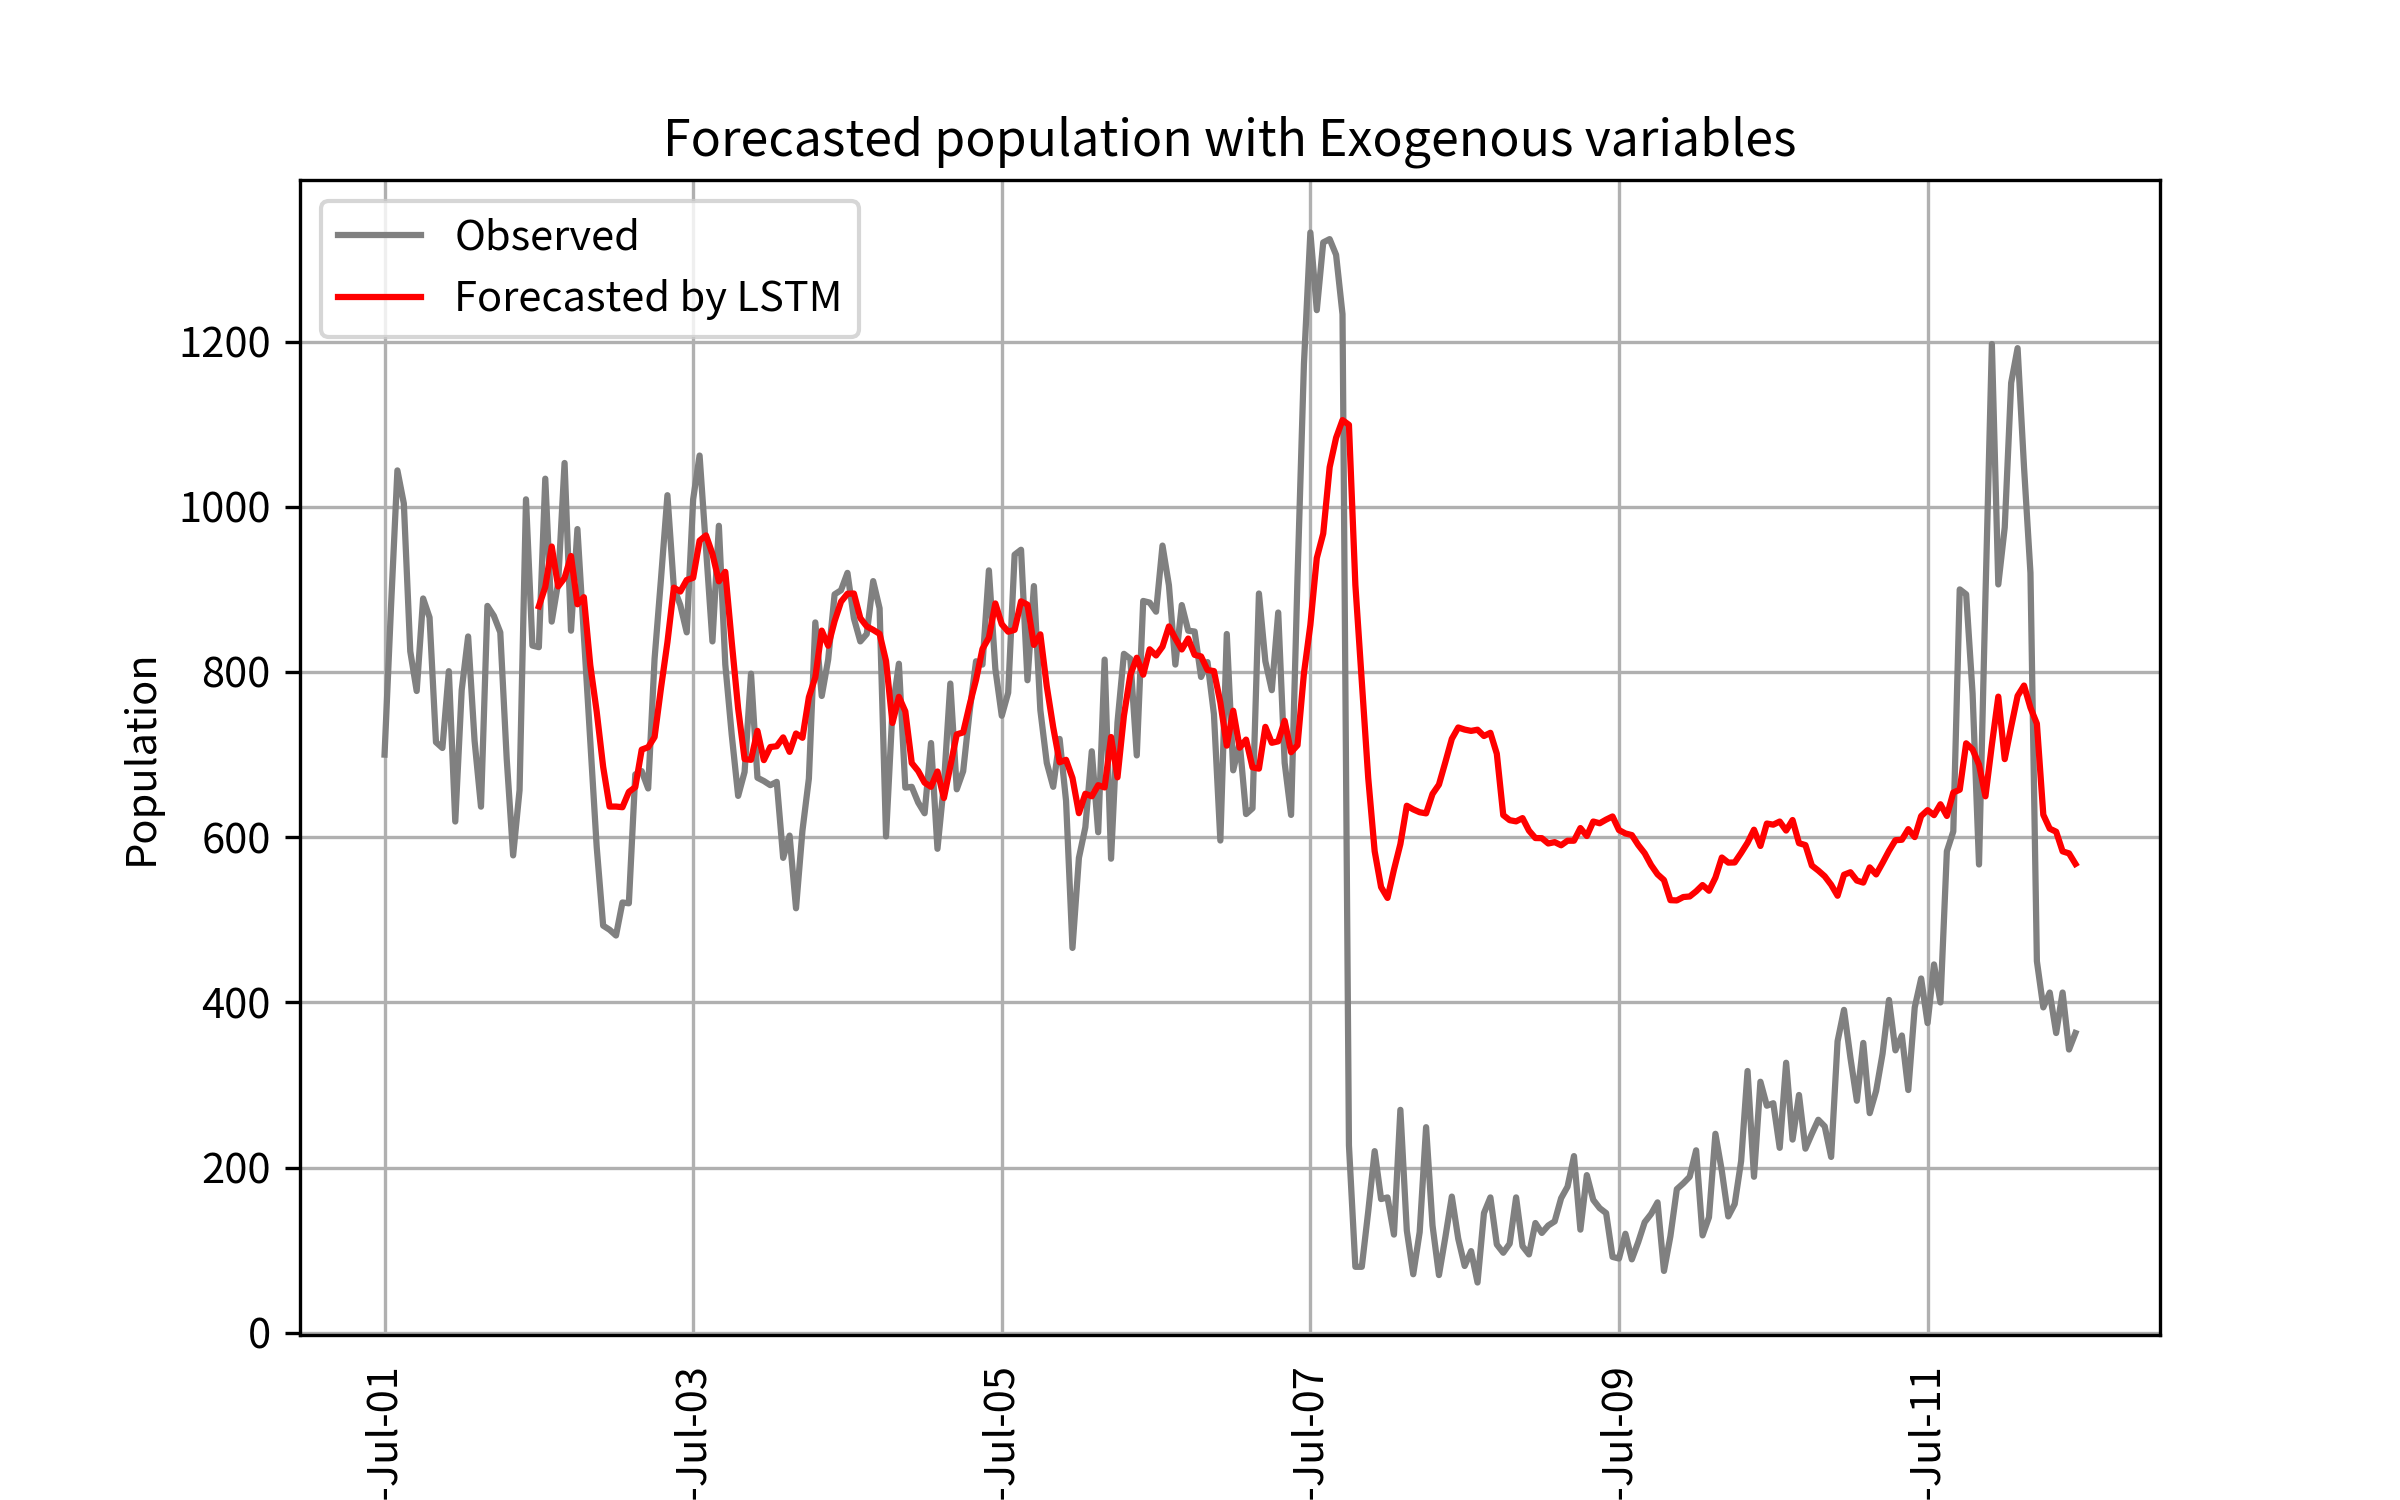 Forecasted population with Exogenous variables
Observed
Forecasted by LSTM
Population
1200
1000
800
600
400
200
0
-Jul-01
-Jul-03
-Jul-05
-Jul-07
-Jul-09
-Jul-11